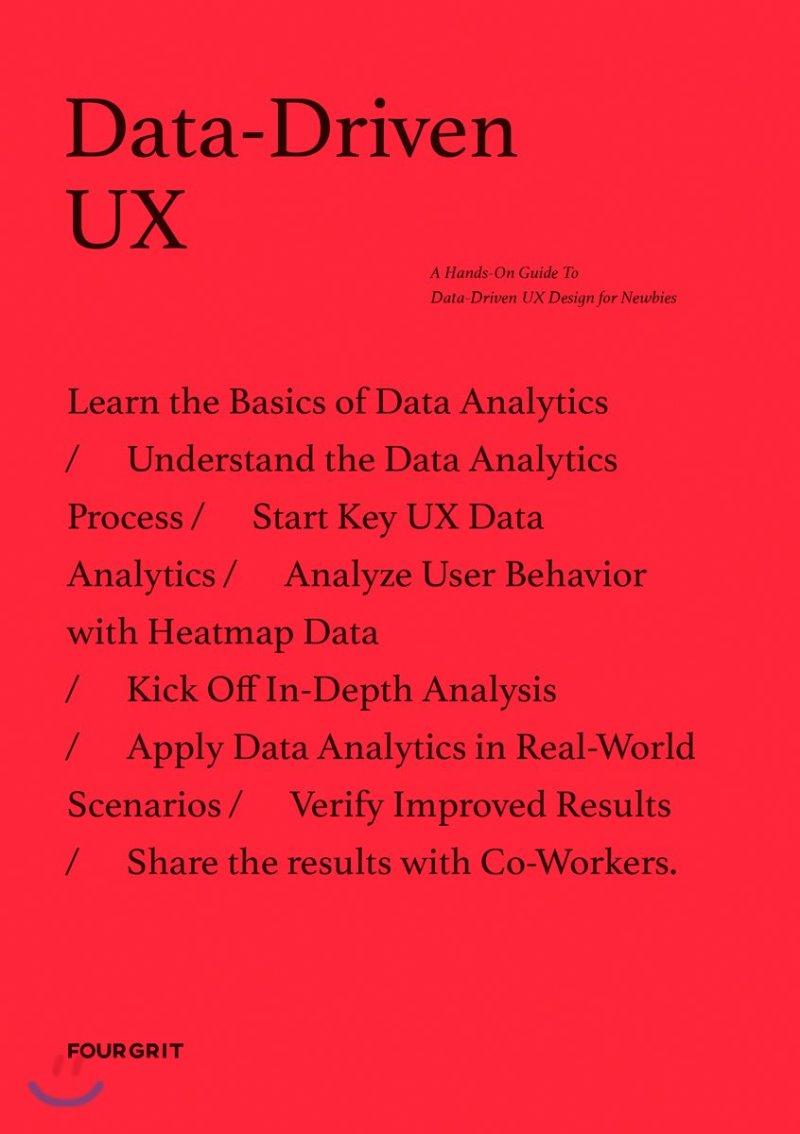 Data-Driven
UX
A Hands-On Guide To
Data-Driven UX Design for Newbies
Learn the Basics of Data Analytics
/ Understand the Data Analytics
Process / Start Key UX Data
Analytics / Analyze User Behavior
with Heatmap Data
/ Kick Off In-Depth Analysis
/ Apply Data Analytics in Real-World
Scenarios / Verify Improved Results
/ Share the results with Co-Workers.
FOURGRIT